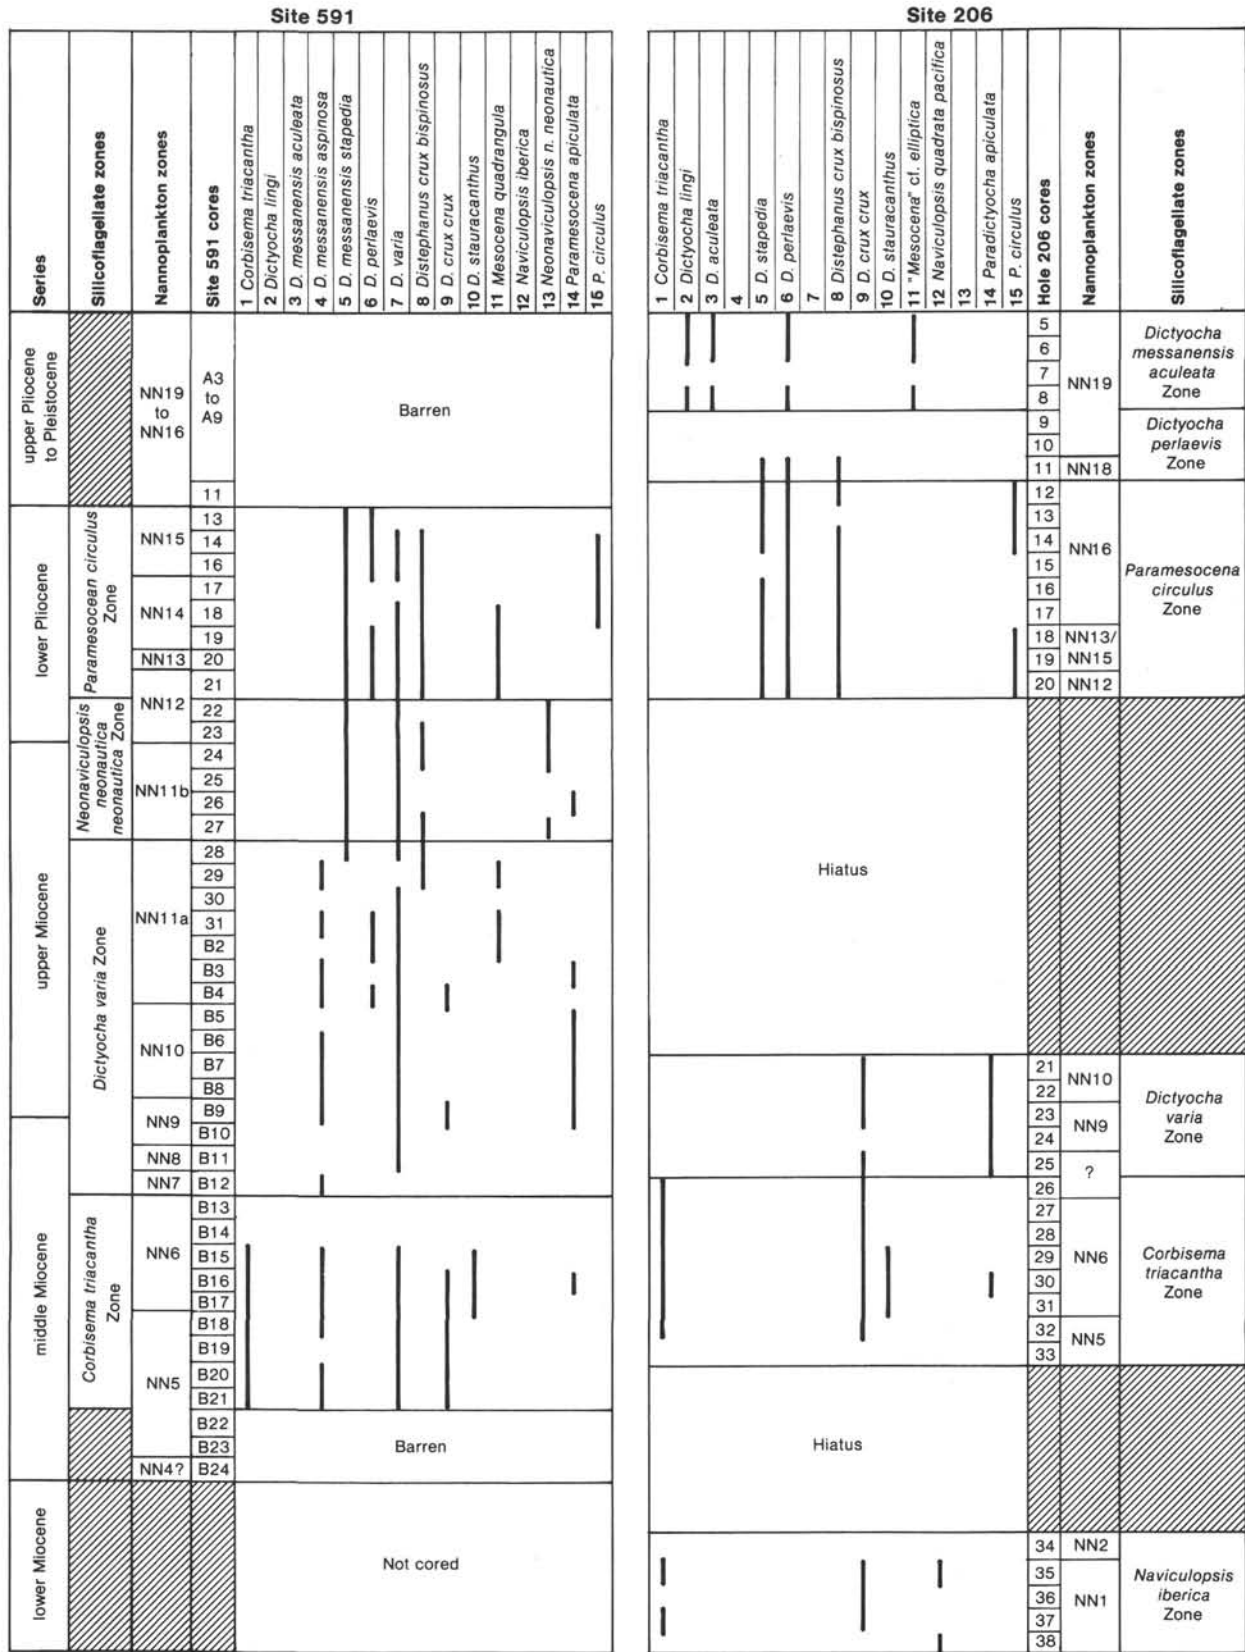 Site 591
Series
Silicoflagellate zones
Nannoplankton zones
Site 591 cores
1 Corbisema triacantha
2 Dictyocha lingi
3 D. messanensis aculeata
4 D. messanensis aspinosa
5 D. messanensis stapedia
6 D. perlaevis
7 D. varia
8 Distephanus crux bispinosus
9 D. crux crux
10 D. stauracanthus
11 Mesocena quadrangula
12 Naviculopsis iberica
13 Neonaviculopsis n. neonautica
14 Paramesocena apiculata
15 P. circulus
upper Pliocene
to Pleistocene
lower Pliocene
upper Miocene
middle Miocene
lower Miocene
Paramesocean circulus
Zone
Neonaviculopsis
neonautica
neonautica Zone
Dictyocha varia Zone
Corbisema triacantha
Zone
NN19
to
NN16
NN15
NN14
NN13
NN12
NN11b
NN11a
NN10
NN9
NN8
NN7
NN6
NN5
NN4?
A3
to
A9
11
13
14
16
17
18
19
20
21
22
23
24
25
26
27
28
29
30
31
B2
B3
B4
B5
B6
B7
B8
B9
B10
B11
B12
B13
B14
B15
B16
B17
B18
B19
B20
B21
B22
B23
B24
Barren
Barren
Not cored
Site 206
1 Corbisema triacantha
2 Dictyocha lingi
3 D. aculeata
4
5 D. stapedia
6 D. perlaevis
7
8 Distephanus crux bispinosus
9 D. crux crux
10 D. stauracanthus
11 "Mesocena" cf. elliptica
12 Naviculopsis quadrata pacifica
13
14 Paradictyocha apiculata
15 P. circulus
Hole 206 cores
Nannoplankton zones
Silicoflagellate zones
Hiatus
Hiatus
5
6
7
8
9
10
11
12
13
14
15
16
17
18
19
20
21
22
23
24
25
26
27
28
29
30
31
32
33
34
35
36
37
38
NN19
NN18
NN16
NN13/
NN15
NN12
NN10
NN9
?
NN6
NN5
NN2
NN1
Dictyocha
messanensis
aculeata
Zone
Dictyocha
perlaevis
Zone
Paramesocena
circulus
Zone
Dictyocha
varia
Zone
Corbisema
triacantha
Zone
Naviculopsis
iberica
Zone